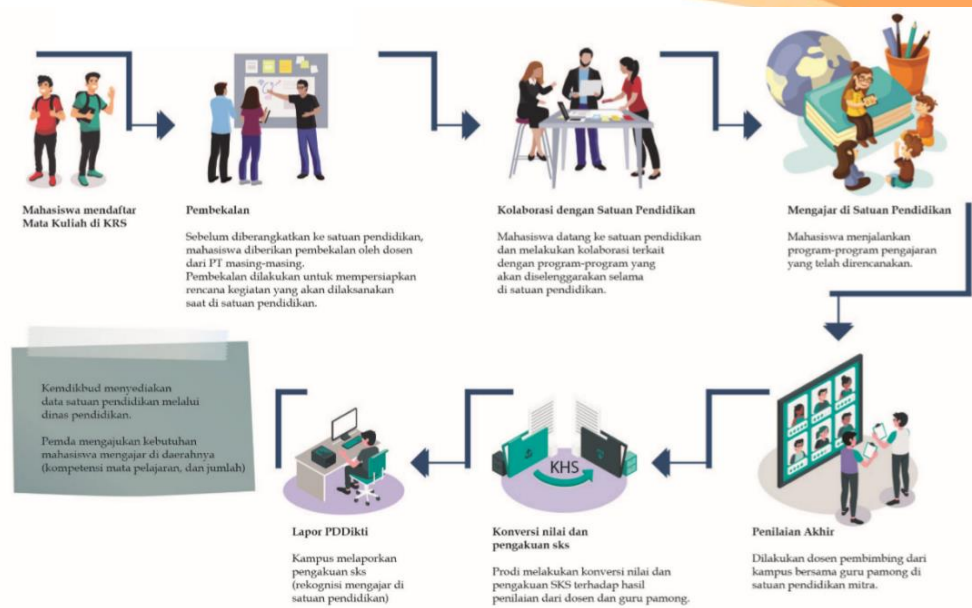 Mahasiswa mendaftar
Mata Kuliah di KRS
Pembekalan
Sebelum diberangkatkan ke satuan pendidikan,
mahasiswa diberikan pembekalan oleh dosen
dari PT masing-masing.
Pembekalan dilakukan untuk mempersiapkan
rencana kegiatan yang akan dilaksanakan
saat di satuan pendidikan.
Kolaborasi dengan Satuan Pendidikan
Mahasiswa datang ke satuan pendidikan
dan melakukan kolaborasi terkait
dengan program-program yang
akan diselenggarakan selama
di satuan pendidikan.
Mengajar di Satuan Pendidikan
Mahasiswa menjalankan
program-program pengajaran
yang telah direncanakan.
Kemdikbud menyediakan
data satuan pendidikan melalui
dinas pendidikan.
Pemda mengajukan kebutuhan
mahasiswa mengajar di daerahnya
(kompetensi mata pelajaran, dan jumlah)
Lapor PDDikti
Kampus melaporkan
pengakuan sks
(rekognisi mengajar di
satuan pendidikan)
KHS
Konversi nilai dan
pengakuan sks
Prodi melakukan konversi nilai dan
pengakuan SKS terhadap hasil
penilaian dari dosen dan guru pamong.
Penilaian Akhir
Dilakukan dosen pembimbing dari
kampus bersama guru pamong di
satuan pendidikan mitra.